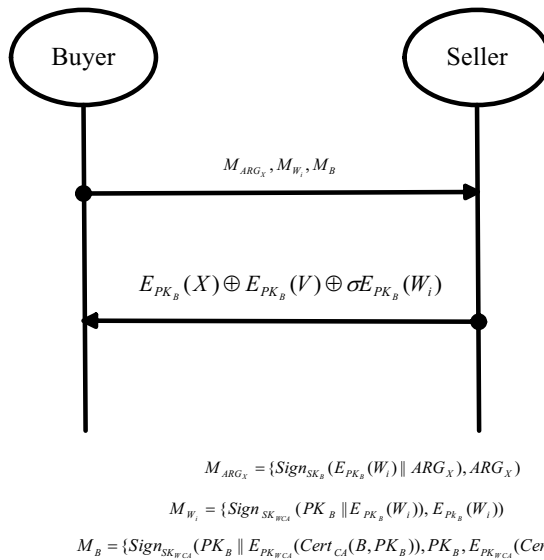 Buyer
Seller
M_{ARG_X}, M_{W_i}, M_B
E_{PK_B}(X) ⊕ E_{PK_B}(V) ⊕ σE_{PK_B}(W_i)
M_{ARG_X} = {Sign_{SK_B}(E_{PK_B}(W_i) || ARG_X), ARG_X)
M_{W_i} = {Sign_{SK_{WCA}}(PK_B || E_{PK_B}(W_i)), E_{Pk_B}(W_i))
M_B = {Sign_{SK_{WCA}}(PK_B || E_{PK_{WCA}}(Cert_{CA}(B, PK_B)), PK_B, E_{PK_{WCA}}(Cer